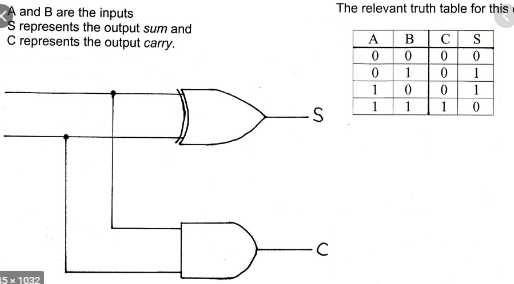 A and B are the inputs
S represents the output sum and
C represents the output carry.
The relevant truth table for this
A B C S
0 0 0 0
0 1 0 1
1 0 0 1
1 1 1 0
S
C
5 × 1032